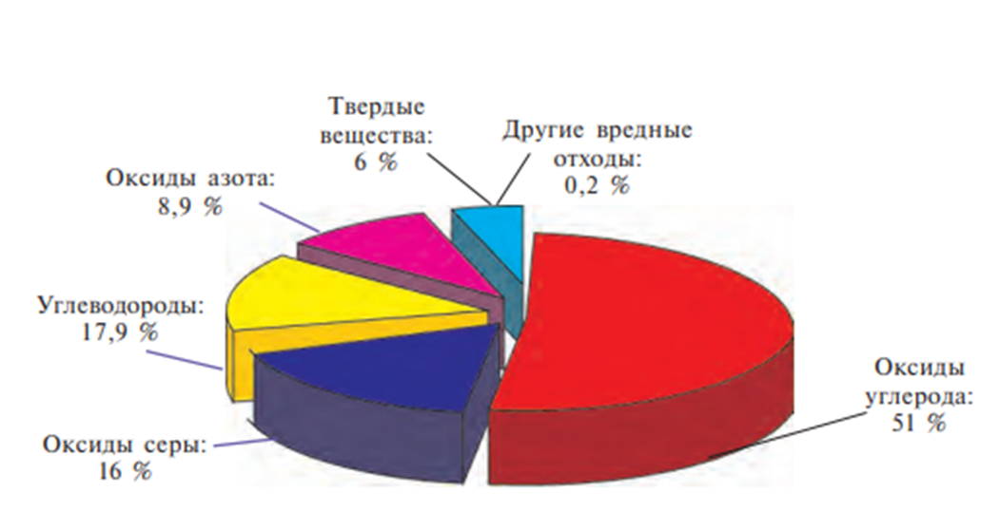 Твердые
вещества:
6 %
Другие вредные
отходы:
0,2 %
Оксиды азота:
8,9 %
Углеводороды:
17,9 %
Оксиды
углерода:
51 %
Оксиды серы:
16 %